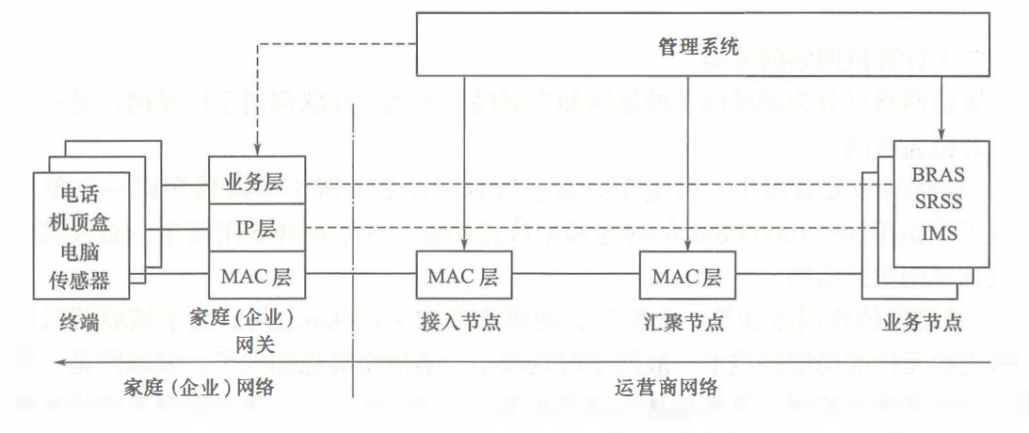 管理系统
电话
机顶盒
电脑
传感器
终端
业务层
IP层
MAC层
家庭(企业)
网关
MAC层
接入节点
MAC层
汇聚节点
BRAS
SRSS
IMS
业务节点
家庭(企业)网络
运营商网络